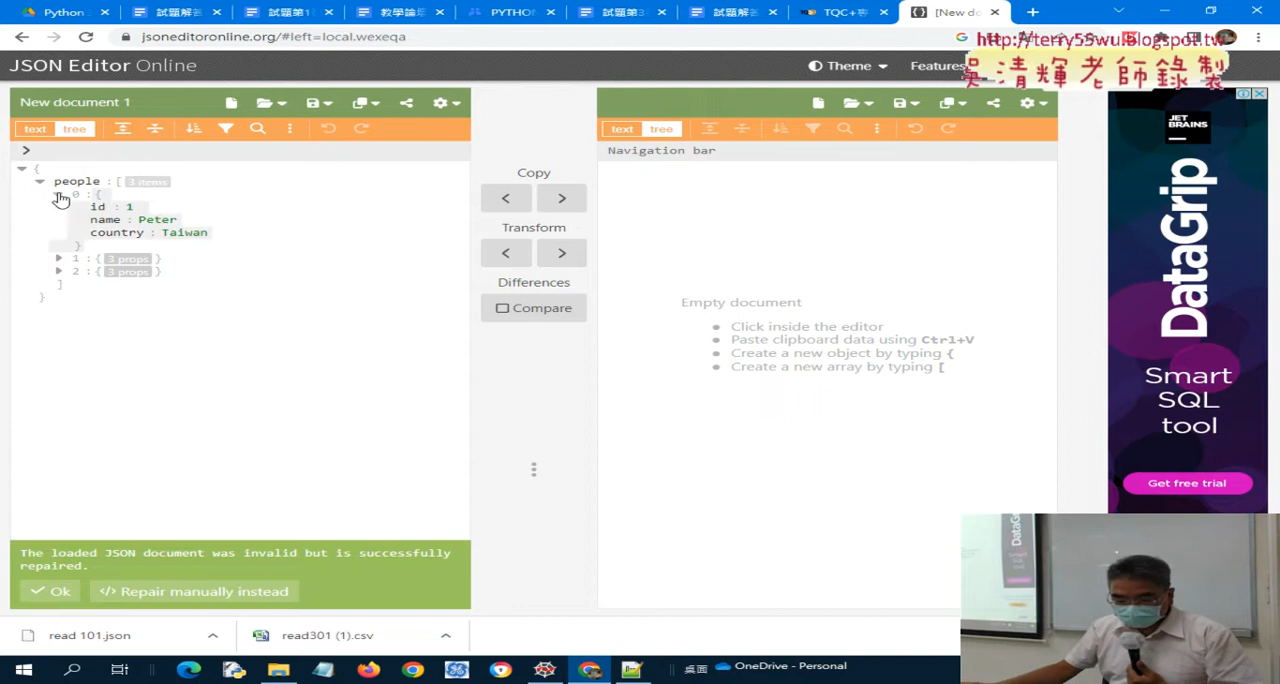 Python
試題解答
試題第1
教學論壇
PYTHON
試題第3
試題解答
TQC+專
[New do
jsoneditoronline.org/#left=local.wexeqa
http://terry55wu.blogspot.tw
吳清輝老師錄製
JSON Editor Online
Theme
Features
New document 1
text tree
text tree
Navigation bar
{
people : [ 3 items
0 : {
id : 1
name : Peter
country : Taiwan
}
1 : { 3 props }
2 : { 3 props }
]
}
Copy
< >
Transform
< >
Differences
Compare
Empty document
Click inside the editor
Paste clipboard data using Ctrl+V
Create a new object by typing {
Create a new array by typing [
JET
BRAINS
DataGrip
Smart
SQL
tool
Get free trial
The loaded JSON document was invalid but is successfully
repaired.
Ok
Repair manually instead
read 101.json
read301 (1).csv
桌面
OneDrive - Personal